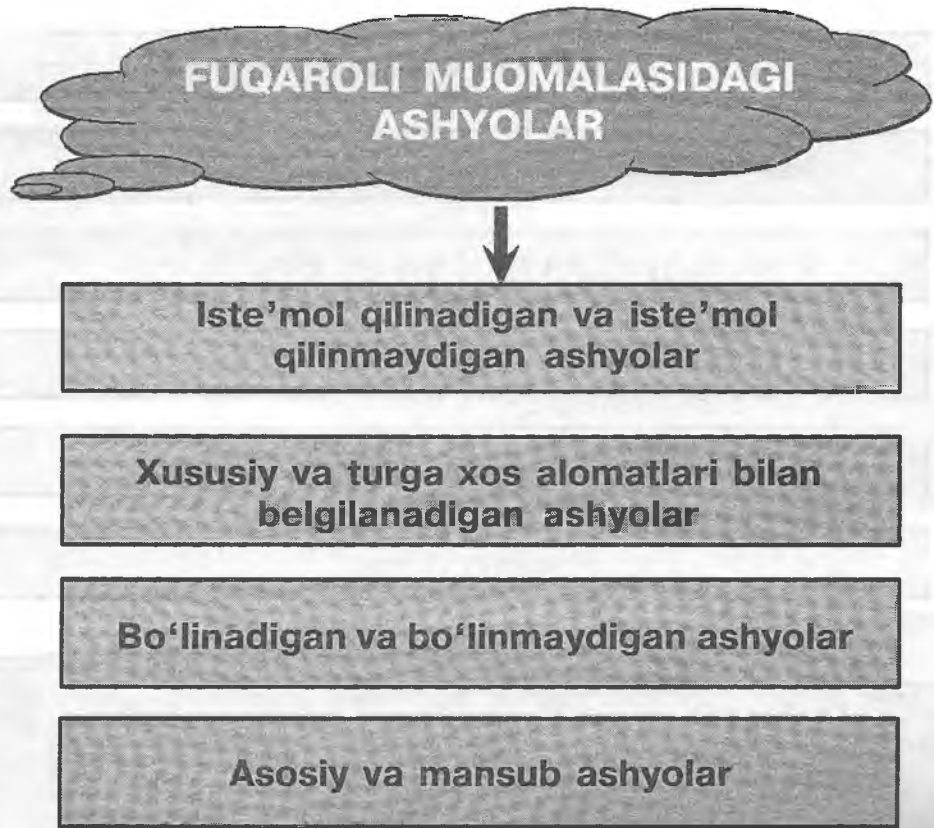 FUQAROLI MUOMALASIDAGI
ASHYOLAR
Iste’mol qilinadigan va iste’mol
qilinmaydigan ashyolar
Xususiy va turga xos alomatlari bilan
belgilanadigan ashyolar
Bo‘linadigan va bo‘linmaydigan ashyolar
Asosiy va mansub ashyolar